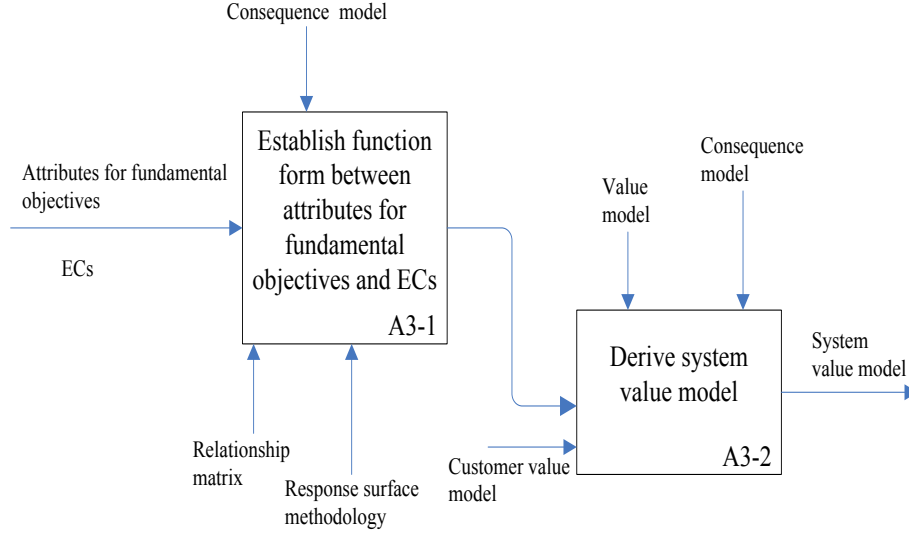 Consequence model
Establish function
form between
attributes for
fundamental
objectives and ECs
A3-1
Attributes for fundamental
objectives
ECs
Relationship
matrix
Response surface
methodology
Value
model
Consequence
model
Derive system
value model
A3-2
Customer value
model
System
value model